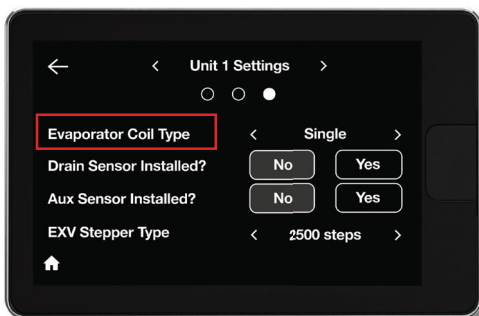 Unit 1 Settings
Evaporator Coil Type Single
Drain Sensor Installed? No Yes
Aux Sensor Installed? No Yes
EXV Stepper Type 2500 steps